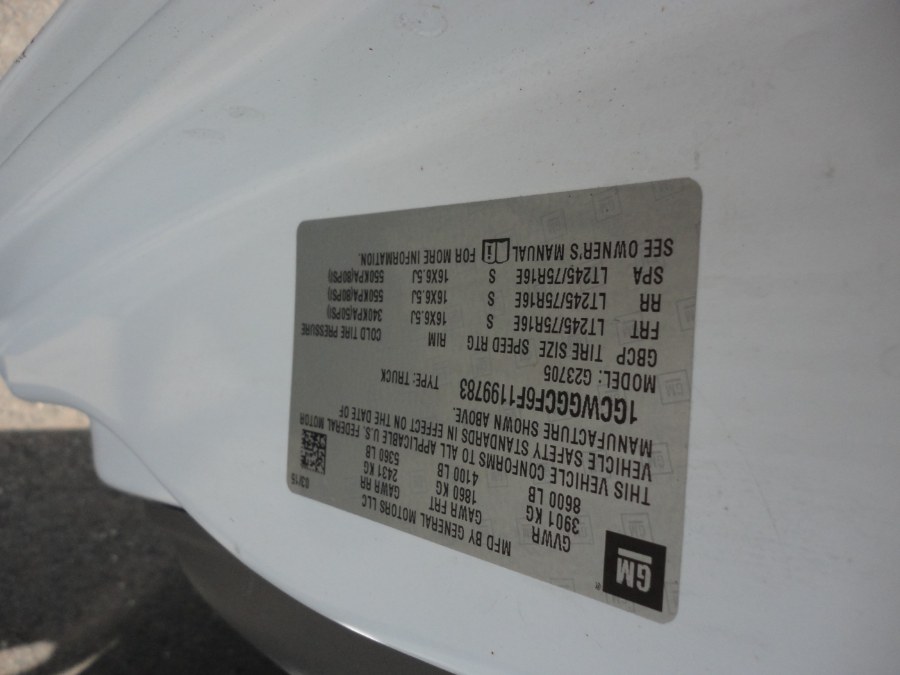 GM
MFD BY GENERAL MOTORS LLC 03/15
GVWR GAWR FRT GAWR RR
3901 KG 1860 KG 2431 KG
8600 LB 4100 LB 5360 LB
THIS VEHICLE CONFORMS TO ALL APPLICABLE U.S. FEDERAL MOTOR
VEHICLE SAFETY STANDARDS IN EFFECT ON THE DATE OF
MANUFACTURE SHOWN ABOVE.
1GCWGGCF6F1199783 TYPE: TRUCK
MODEL: G23705
GBCP TIRE SIZE SPEED RTG RIM COLD TIRE PRESSURE
FRT LT245/75R16E S 16X6.5J 340KPA(50PSI)
RR LT245/75R16E S 16X6.5J 550KPA(80PSI)
SPA LT245/75R16E S 16X6.5J 550KPA(80PSI)
SEE OWNER'S MANUAL FOR MORE INFORMATION.